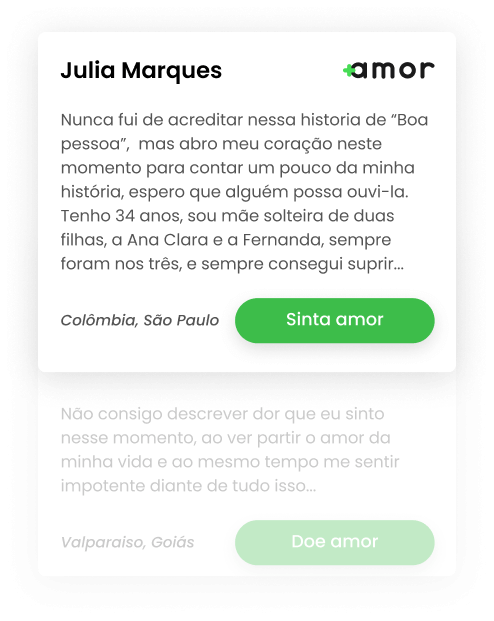 Julia Marques
+amor
Nunca fui de acreditar nessa historia de “Boa
pessoa”,  mas abro meu coração neste
momento para contar um pouco da minha
história, espero que alguém possa ouvi-la.
Tenho 34 anos, sou mãe solteira de duas
filhas, a Ana Clara e a Fernanda, sempre
foram nos três, e sempre consegui suprir...
Colômbia, São Paulo
Sinta amor
Não consigo descrever dor que eu sinto
nesse momento, ao ver partir o amor da
minha vida e ao mesmo tempo me sentir
impotente diante de tudo isso...
Valparaiso, Goiás
Doe amor